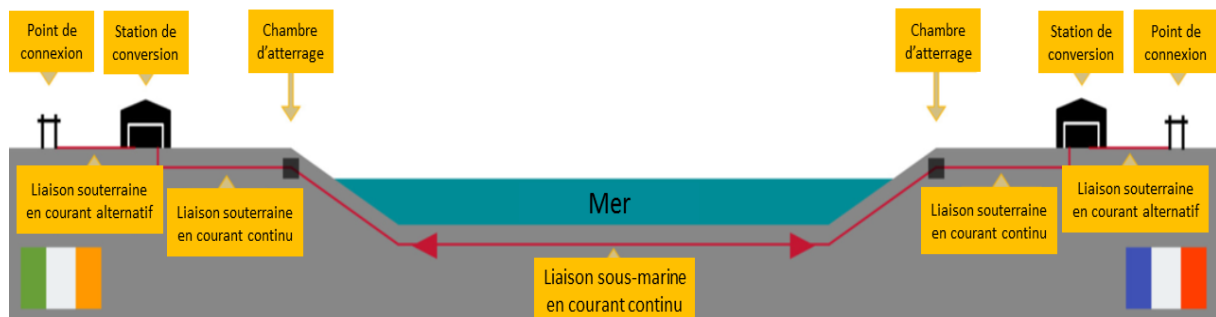 Point de
connexion
Station de
conversion
Chambre
d’atterrage
Chambre
d’atterrage
Station de
conversion
Point de
connexion
Liaison souterraine
en courant alternatif
Liaison souterraine
en courant continu
Mer
Liaison souterraine
en courant continu
Liaison souterraine
en courant alternatif
Liaison sous-marine
en courant continu